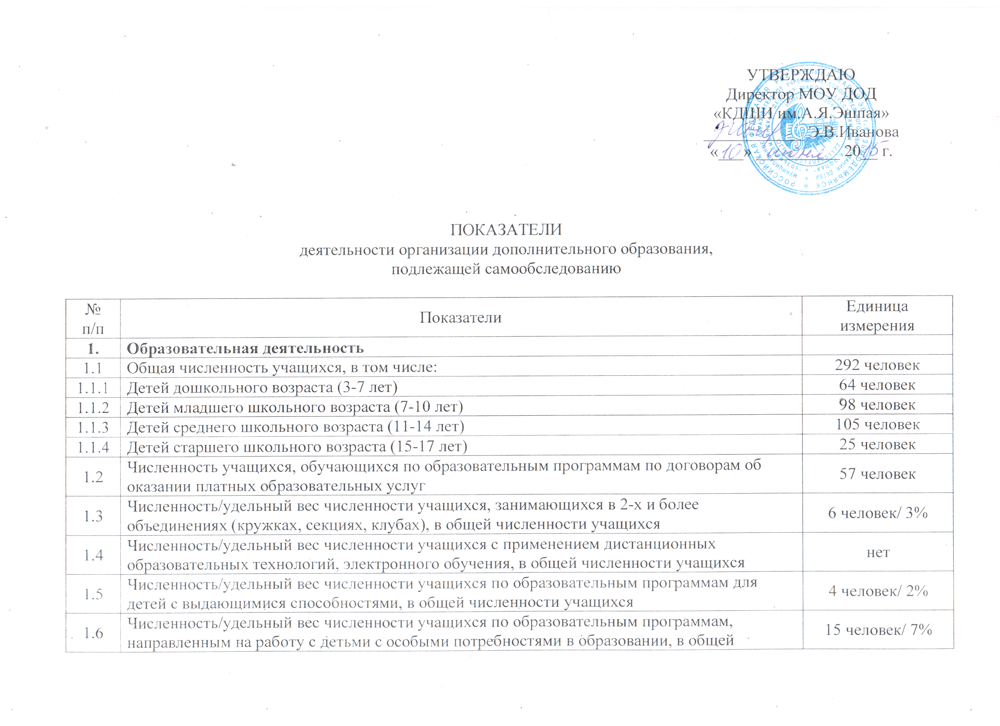 УТВЕРЖДАЮ
Директор МОУ ДОД
«КДШИ им.А.Я.Эшпая»
Э.В.Иванова
«10» июня 2015 г.
ПОКАЗАТЕЛИ
деятельности организации дополнительного образования,
подлежащей самообследованию
№
п/п
Показатели
Единица
измерения
1. Образовательная деятельность
1.1 Общая численность учащихся, в том числе: 292 человек
1.1.1 Детей дошкольного возраста (3-7 лет) 64 человек
1.1.2 Детей младшего школьного возраста (7-10 лет) 98 человек
1.1.3 Детей среднего школьного возраста (11-14 лет) 105 человек
1.1.4 Детей старшего школьного возраста (15-17 лет) 25 человек
1.2
Численность учащихся, обучающихся по образовательным программам по договорам об
оказании платных образовательных услуг
57 человек
1.3
Численность/удельный вес численности учащихся, занимающихся в 2-х и более
объединениях (кружках, секциях, клубах), в общей численности учащихся
6 человек/ 3%
1.4
Численность/удельный вес численности учащихся с применением дистанционных
образовательных технологий, электронного обучения, в общей численности учащихся
нет
1.5
Численность/удельный вес численности учащихся по образовательным программам для
детей с выдающимися способностями, в общей численности учащихся
4 человек/ 2%
1.6
Численность/удельный вес численности учащихся по образовательным программам,
направленным на работу с детьми с особыми потребностями в образовании, в общей
15 человек/ 7%